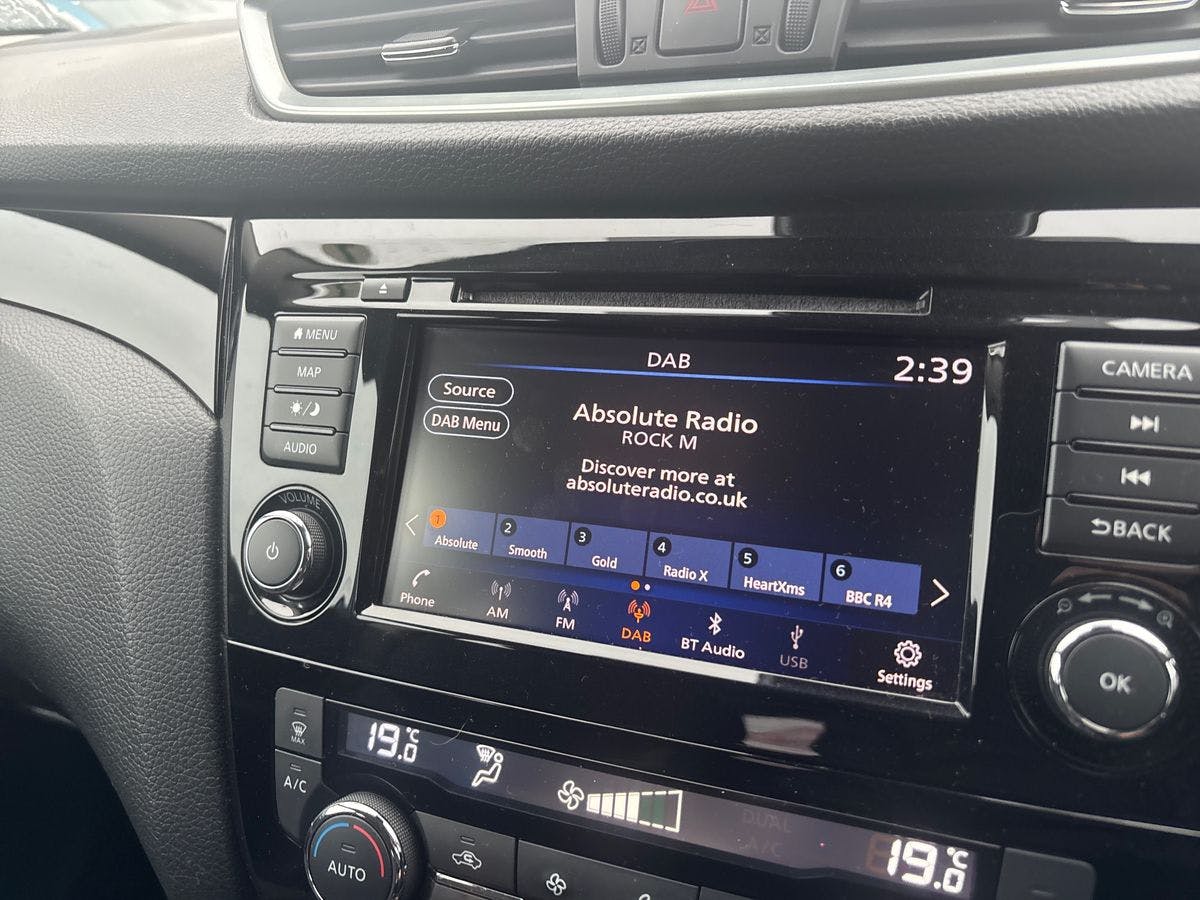 MENU
MAP
AUDIO
VOLUME
DAB
2:39
Source
DAB Menu
Absolute Radio
ROCK M
Discover more at
absoluteradio.co.uk
1
Absolute
2
Smooth
3
Gold
4
Radio X
5
HeartXms
6
BBC R4
Phone
AM
FM
DAB
BT Audio
USB
Settings
CAMERA
BACK
OK
MAX
A/C
19.0°C
DUAL
A/C
19.0°C
AUTO